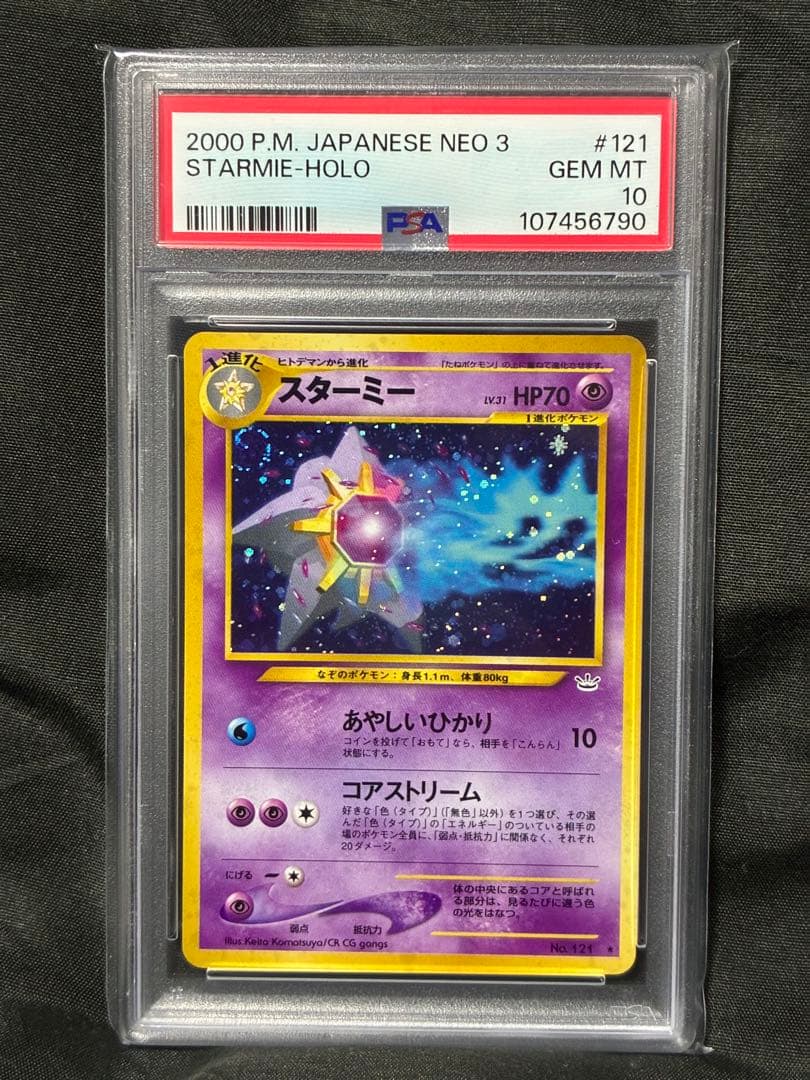 2000 P.M. JAPANESE NEO 3 #121
STARMIE-HOLO GEM MT
10
PSA 107456790
1進化 ヒトデマンから進化 「たねポケモン」の上に重ねて進化させます。
スターミー LV.31 HP70
1進化ポケモン
なぞのポケモン：身長1.1m、体重80kg
あやしいひかり 10
コインを投げて「おもて」なら、相手を「こんらん」
状態にする。
コアストリーム
好きな「色（タイプ）」（「無色」以外）を1つ選び、その選
んだ「色（タイプ）」の「エネルギー」のついている相手の
場のポケモン全員に、「弱点・抵抗力」に関係なく、それぞれ
20ダメージ。
にげる
体の中央にあるコアと呼ばれ
る部分は、見るたびに違う色
の光をはなつ。
弱点 抵抗力
Illus.Keita Komatsuya/CR CG gangs No.121